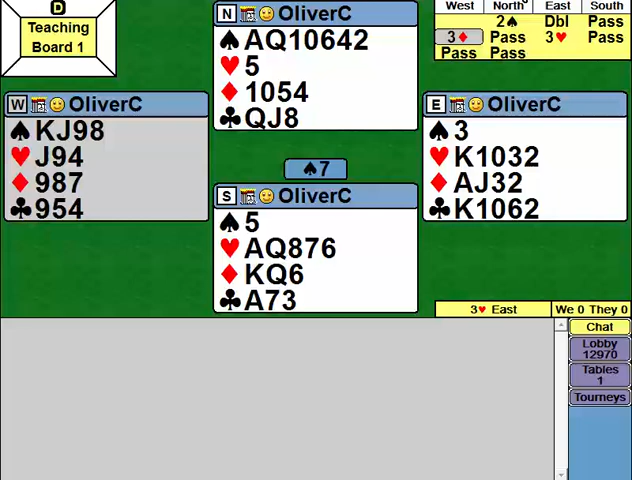 D
Teaching
Board 1
N OliverC
♠AQ10642
♥5
♦1054
♣QJ8
West North East South
2♠ Dbl Pass
3♦ Pass 3♥ Pass
Pass Pass
W OliverC
♠KJ98
♥J94
♦987
♣954
E OliverC
♠3
♥K1032
♦AJ32
♣K1062
♠7
S OliverC
♠5
♥AQ876
♦KQ6
♣A73
3♥ East
We 0 They 0
Chat
Lobby
12970
Tables
1
Tourneys